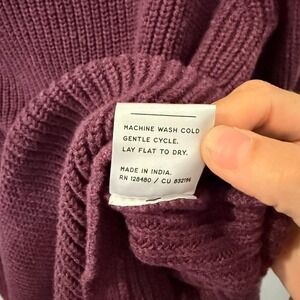 MACHINE WASH COLD
GENTLE CYCLE.
LAY FLAT TO DRY.
MADE IN INDIA.
RN 128480 / CU 832196